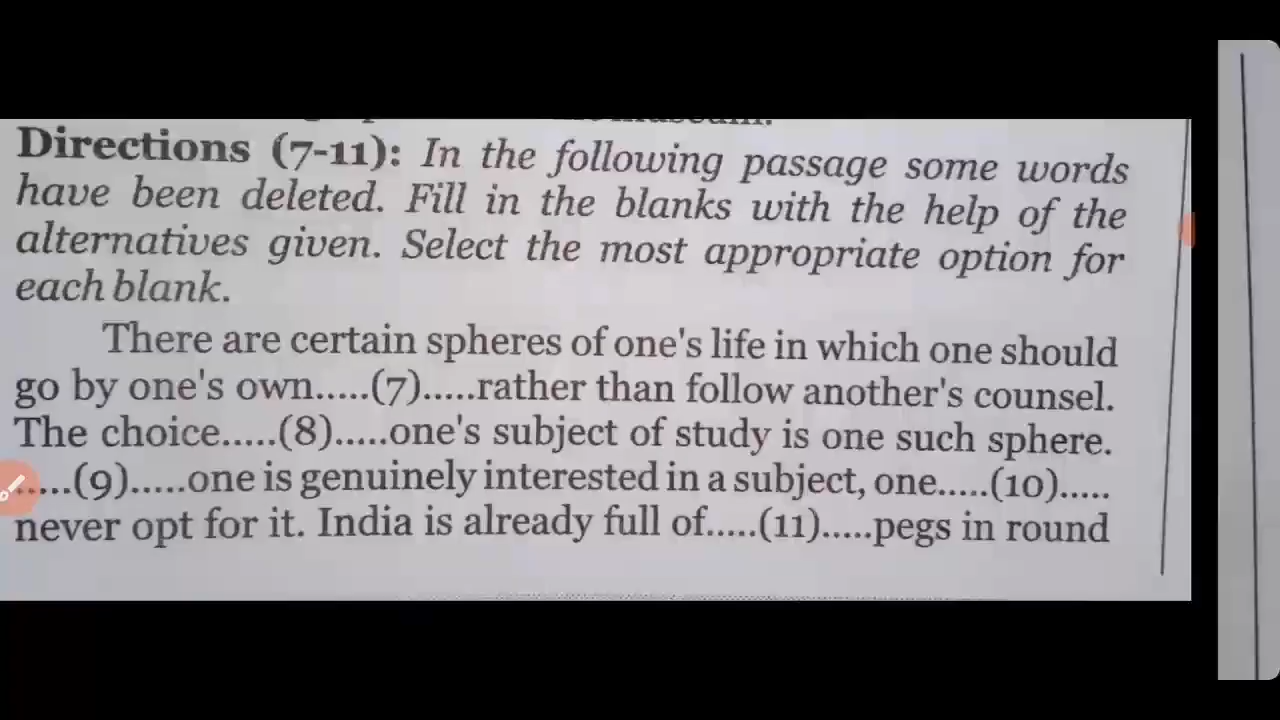 Directions (7-11): In the following passage some words
have been deleted. Fill in the blanks with the help of the
alternatives given. Select the most appropriate option for
each blank.
There are certain spheres of one's life in which one should
go by one's own.....(7).....rather than follow another's counsel.
The choice.....(8).....one's subject of study is one such sphere.
.....(9).....one is genuinely interested in a subject, one.....(10).....
never opt for it. India is already full of.....(11).....pegs in round